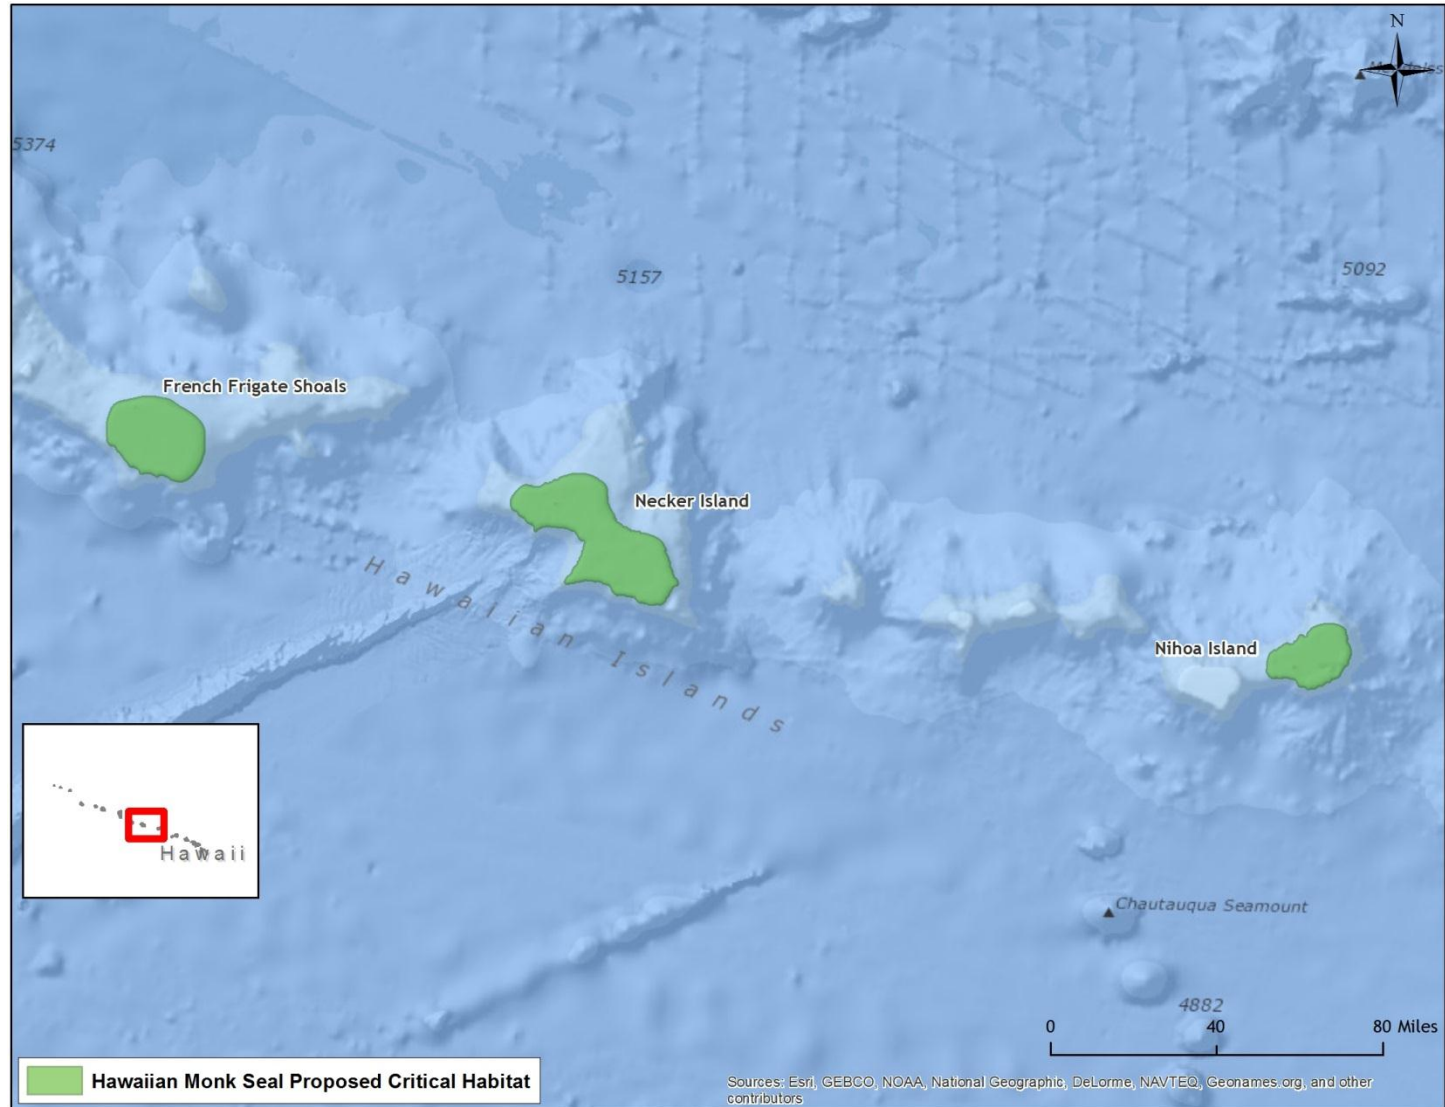 N
5374
5157
5092
French Frigate Shoals
Necker Island
Hawaiian Islands
Nihoa Island
Hawaii
Chautauqua Seamount
4882
0 40 80 Miles
Hawaiian Monk Seal Proposed Critical Habitat
Sources: Esri, GEBCO, NOAA, National Geographic, DeLorme, NAVTEQ, Geonames.org, and other
contributors